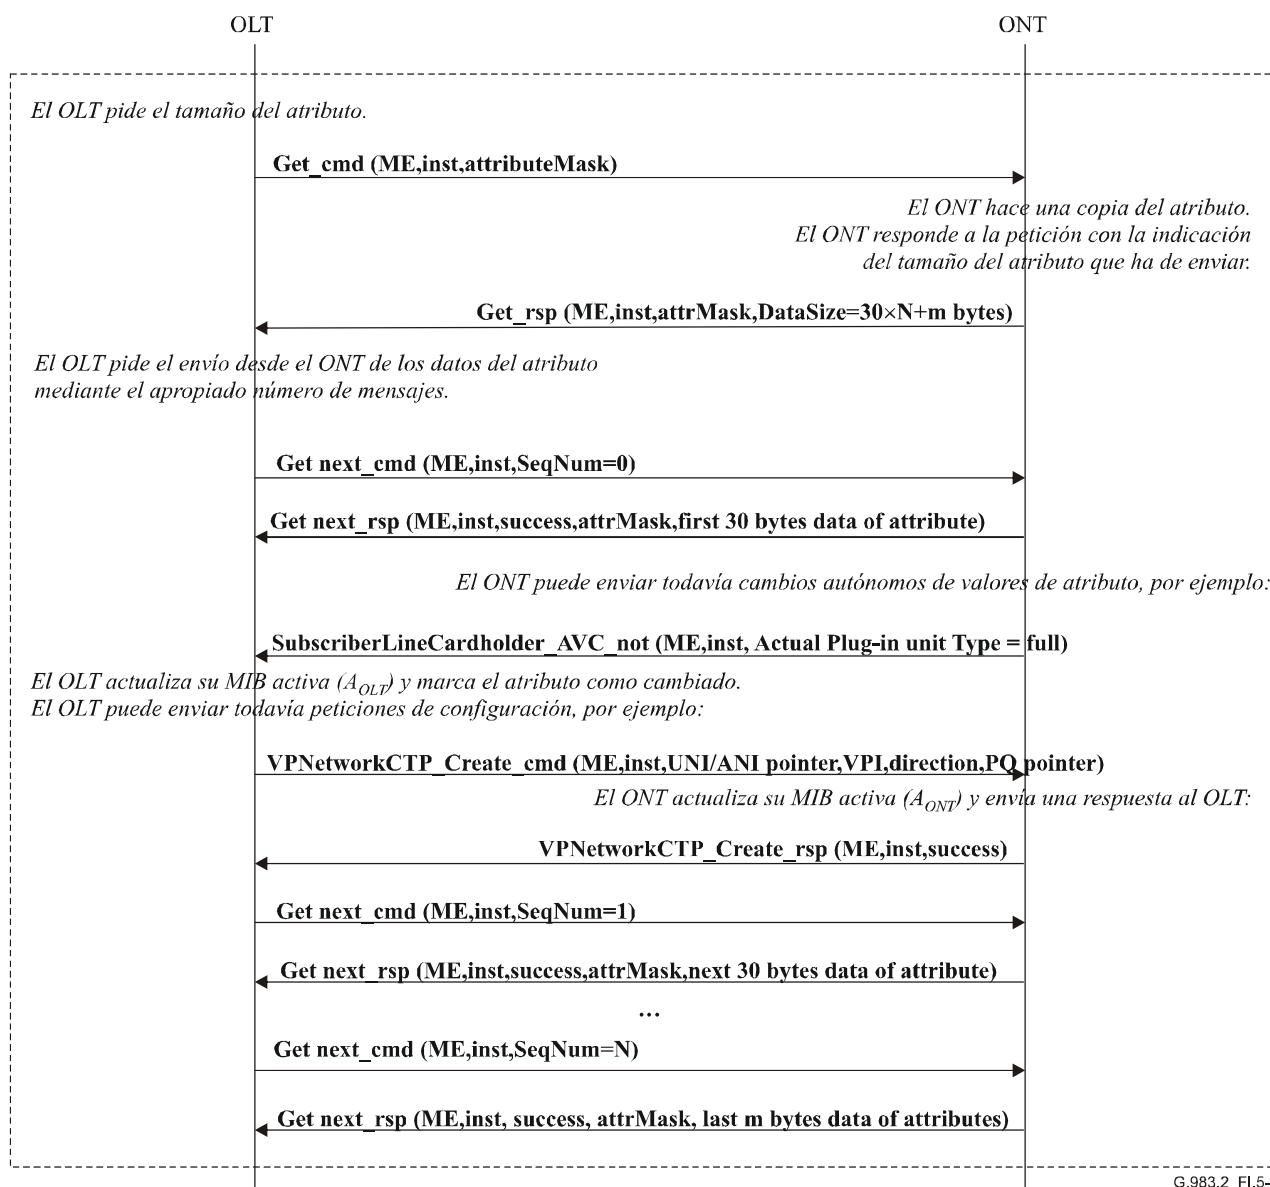 OLT ONT
El OLT pide el tamaño del atributo.
Get_cmd (ME,inst,attributeMask)
El ONT hace una copia del atributo.
El ONT responde a la petición con la indicación
del tamaño del atributo que ha de enviar.
Get_rsp (ME,inst,attrMask,DataSize=30×N+m bytes)
El OLT pide el envío desde el ONT de los datos del atributo
mediante el apropiado número de mensajes.
Get next_cmd (ME,inst,SeqNum=0)
Get next_rsp (ME,inst,success,attrMask,first 30 bytes data of attribute)
El ONT puede enviar todavía cambios autónomos de valores de atributo, por ejemplo:
SubscriberLineCardholder_AVC_not (ME,inst, Actual Plug-in unit Type = full)
El OLT actualiza su MIB activa (A_OLT) y marca el atributo como cambiado.
El OLT puede enviar todavía peticiones de configuración, por ejemplo:
VPNetworkCTP_Create_cmd (ME,inst,UNI/ANI pointer,VPI,direction,PQ pointer)
El ONT actualiza su MIB activa (A_ONT) y envía una respuesta al OLT:
VPNetworkCTP_Create_rsp (ME,inst,success)
Get next_cmd (ME,inst,SeqNum=1)
Get next_rsp (ME,inst,success,attrMask,next 30 bytes data of attribute)
...
Get next_cmd (ME,inst,SeqNum=N)
Get next_rsp (ME,inst, success, attrMask, last m bytes data of attributes)
G.983.2_FI.5-